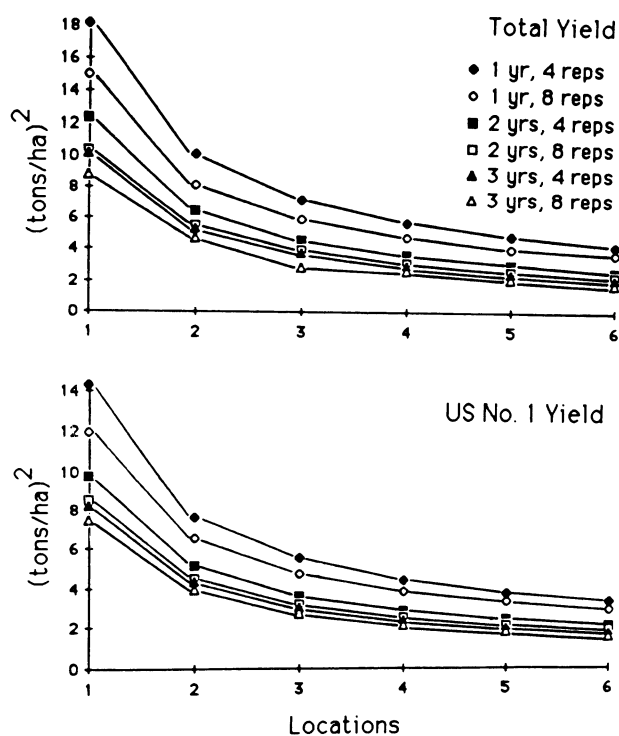 Total Yield
1 yr, 4 reps
1 yr, 8 reps
2 yrs, 4 reps
2 yrs, 8 reps
3 yrs, 4 reps
3 yrs, 8 reps
(tons/ha)2
18
16
14
12
10
8
6
4
2
0
1 2 3 4 5 6
US No. 1 Yield
(tons/ha)2
14
12
10
8
6
4
2
0
1 2 3 4 5 6
Locations